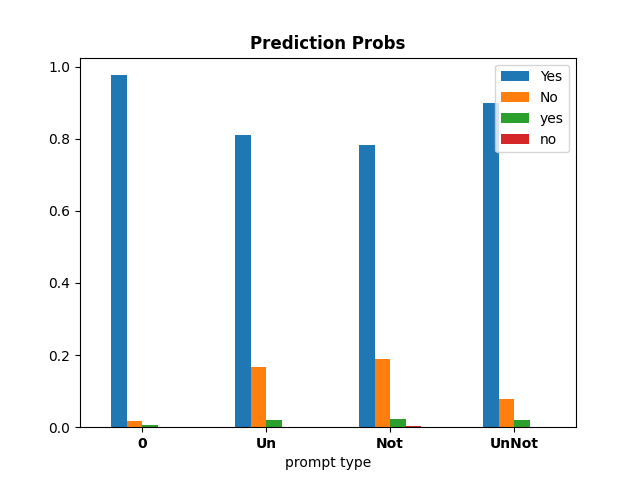 Prediction Probs
Yes
No
yes
no
1.0
0.8
0.6
0.4
0.2
0.0
0 Un Not UnNot
prompt type